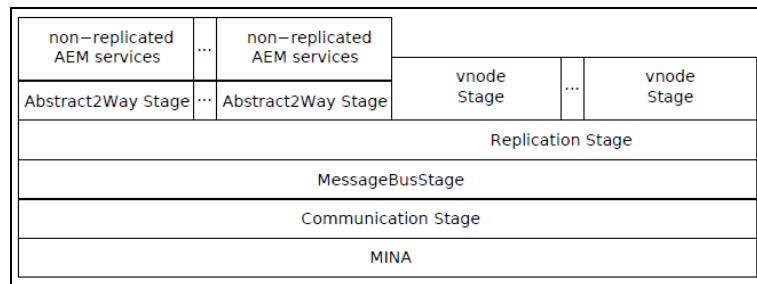 non−replicated
AEM services
...
non−replicated
AEM services
vnode
Stage
...
vnode
Stage
Abstract2Way Stage
...
Abstract2Way Stage
Replication Stage
MessageBusStage
Communication Stage
MINA